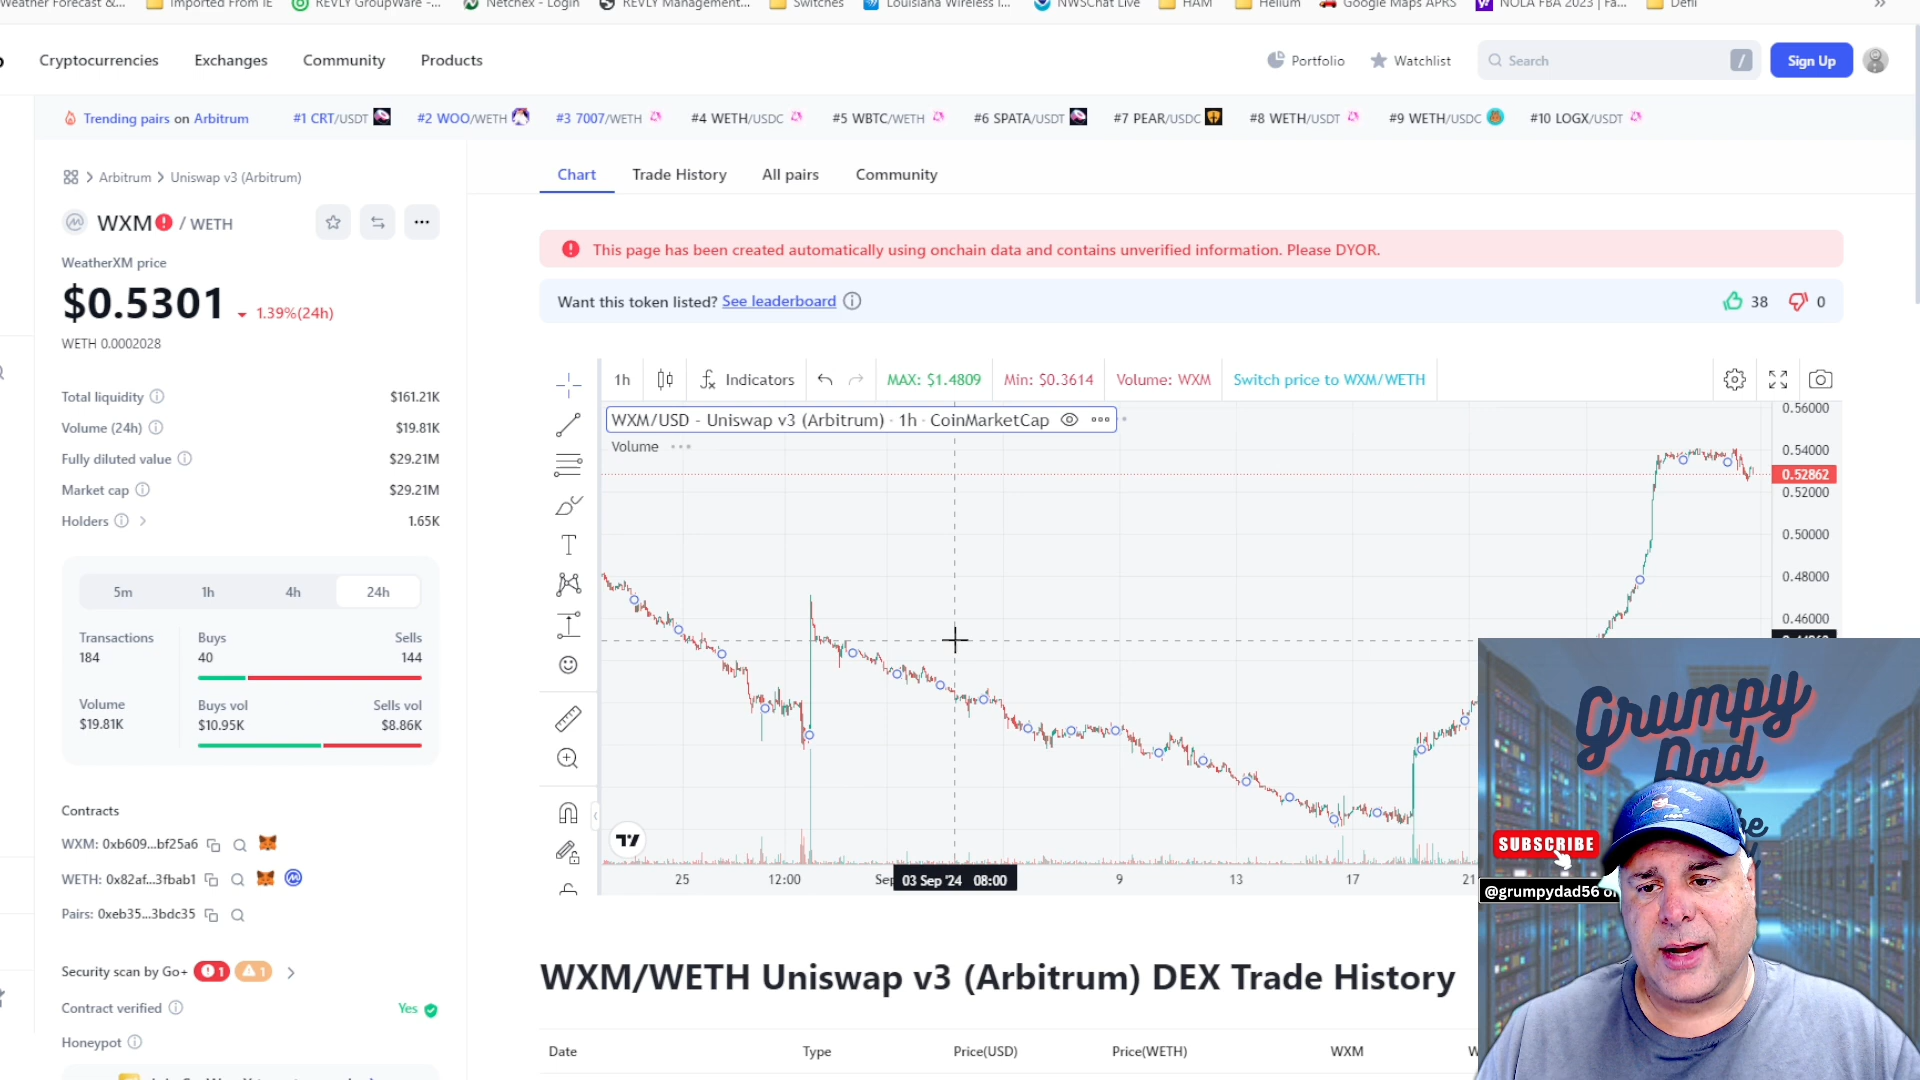 Weather Forecast &...
Imported From IE
REVLY GroupWare -...
Netchex - Login
REVLY Management...
Switches
Louisiana Wireless I...
NWSChat Live
HAM
Helium
Google Maps APRS
NOLA FBA 2023 | Fa...
Defli
Cryptocurrencies
Exchanges
Community
Products
Portfolio
Watchlist
Search
/
Sign Up
Trending pairs on Arbitrum
#1 CRT/USDT
#2 WOO/WETH
#3 7007/WETH
#4 WETH/USDC
#5 WBTC/WETH
#6 SPATA/USDT
#7 PEAR/USDC
#8 WETH/USDT
#9 WETH/USDC
#10 LOGX/USDT
Arbitrum > Uniswap v3 (Arbitrum)
WXM / WETH
WeatherXM price
$0.5301 1.39%(24h)
WETH 0.0002028
Total liquidity $161.21K
Volume (24h) $19.81K
Fully diluted value $29.21M
Market cap $29.21M
Holders 1.65K
5m 1h 4h 24h
Transactions Buys Sells
184 40 144
Volume Buys vol Sells vol
$19.81K $10.95K $8.86K
Contracts
WXM: 0xb609...bf25a6
WETH: 0x82af...3fbab1
Pairs: 0xeb35...3bdc35
Security scan by Go+ 1 1
Contract verified Yes
Honeypot
Chart
Trade History
All pairs
Community
This page has been created automatically using onchain data and contains unverified information. Please DYOR.
Want this token listed? See leaderboard
38 0
1h
Indicators
MAX: $1.4809
Min: $0.3614
Volume: WXM
Switch price to WXM/WETH
WXM/USD - Uniswap v3 (Arbitrum) · 1h · CoinMarketCap
Volume
0.56000
0.54000
0.52862
0.52000
0.50000
0.48000
0.46000
25 12:00 Sep 03 Sep '24 08:00 9 13 17 21
Grumpy
Dad
SUBSCRIBE
@grumpydad56
WXM/WETH Uniswap v3 (Arbitrum) DEX Trade History
Date Type Price(USD) Price(WETH) WXM